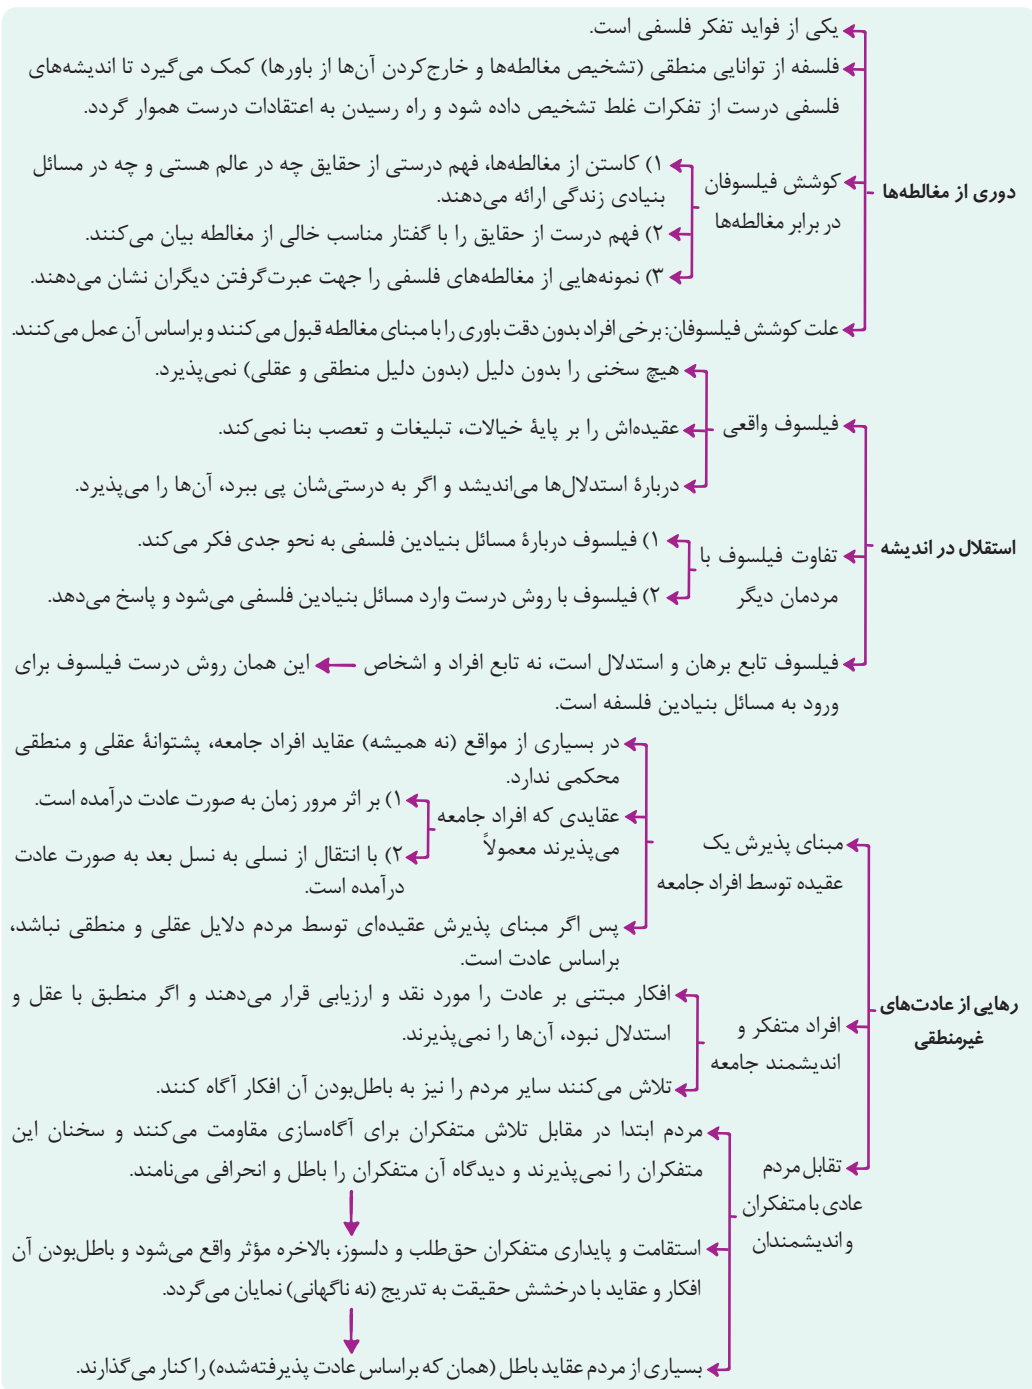 یکی از فواید تفکر فلسفی است.
فلسفه از توانایی منطقی (تشخیص مغالطه‌ها و خارج‌کردن آن‌ها از باورها) کمک می‌گیرد تا اندیشه‌های
فلسفی درست از تفکرات غلط تشخیص داده شود و راه رسیدن به اعتقادات درست هموار گردد.
دوری از مغالطه‌ها
کوشش فیلسوفان
در برابر مغالطه‌ها
۱) کاستن از مغالطه‌ها، فهم درستی از حقایق چه در عالم هستی و چه در مسائل
بنیادی زندگی ارائه می‌دهند.
۲) فهم درست از حقایق را با گفتار مناسب خالی از مغالطه بیان می‌کنند.
۳) نمونه‌هایی از مغالطه‌های فلسفی را جهت عبرت‌گرفتن دیگران نشان می‌دهند.
علت کوشش فیلسوفان: برخی افراد بدون دقت باوری را با مبنای مغالطه قبول می‌کنند و براساس آن عمل می‌کنند.
استقلال در اندیشه
فیلسوف واقعی
هیچ سخنی را بدون دلیل (بدون دلیل منطقی و عقلی) نمی‌پذیرد.
عقیده‌اش را بر پایهٔ خیالات، تبلیغات و تعصب بنا نمی‌کند.
دربارهٔ استدلال‌ها می‌اندیشد و اگر به درستی‌شان پی ببرد، آن‌ها را می‌پذیرد.
تفاوت فیلسوف با
مردمان دیگر
۱) فیلسوف دربارهٔ مسائل بنیادین فلسفی به نحو جدی فکر می‌کند.
۲) فیلسوف با روش درست وارد مسائل بنیادین فلسفی می‌شود و پاسخ می‌دهد.
فیلسوف تابع برهان و استدلال است، نه تابع افراد و اشخاص این همان روش درست فیلسوف برای
ورود به مسائل بنیادین فلسفه است.
رهایی از عادت‌های
غیرمنطقی
مبنای پذیرش یک
عقیده توسط افراد جامعه
در بسیاری از مواقع (نه همیشه) عقاید افراد جامعه، پشتوانهٔ عقلی و منطقی
محکمی ندارد.
عقایدی که افراد جامعه
می‌پذیرند معمولاً
۱) بر اثر مرور زمان به صورت عادت درآمده است.
۲) با انتقال از نسلی به نسل بعد به صورت عادت
درآمده است.
پس اگر مبنای پذیرش عقیده‌ای توسط مردم دلایل عقلی و منطقی نباشد،
براساس عادت است.
افراد متفکر و
اندیشمند جامعه
افکار مبتنی بر عادت را مورد نقد و ارزیابی قرار می‌دهند و اگر منطبق با عقل و
استدلال نبود، آن‌ها را نمی‌پذیرند.
تلاش می‌کنند سایر مردم را نیز به باطل‌بودن آن افکار آگاه کنند.
تقابل مردم
عادی با متفکران
و اندیشمندان
مردم ابتدا در مقابل تلاش متفکران برای آگاه‌سازی مقاومت می‌کنند و سخنان این
متفکران را نمی‌پذیرند و دیدگاه آن متفکران را باطل و انحرافی می‌نامند.
استقامت و پایداری متفکران حق‌طلب و دلسوز، بالاخره مؤثر واقع می‌شود و باطل‌بودن آن
افکار و عقاید با درخشش حقیقت به تدریج (نه ناگهانی) نمایان می‌گردد.
بسیاری از مردم عقاید باطل (همان که براساس عادت پذیرفته‌شده) را کنار می‌گذارند.